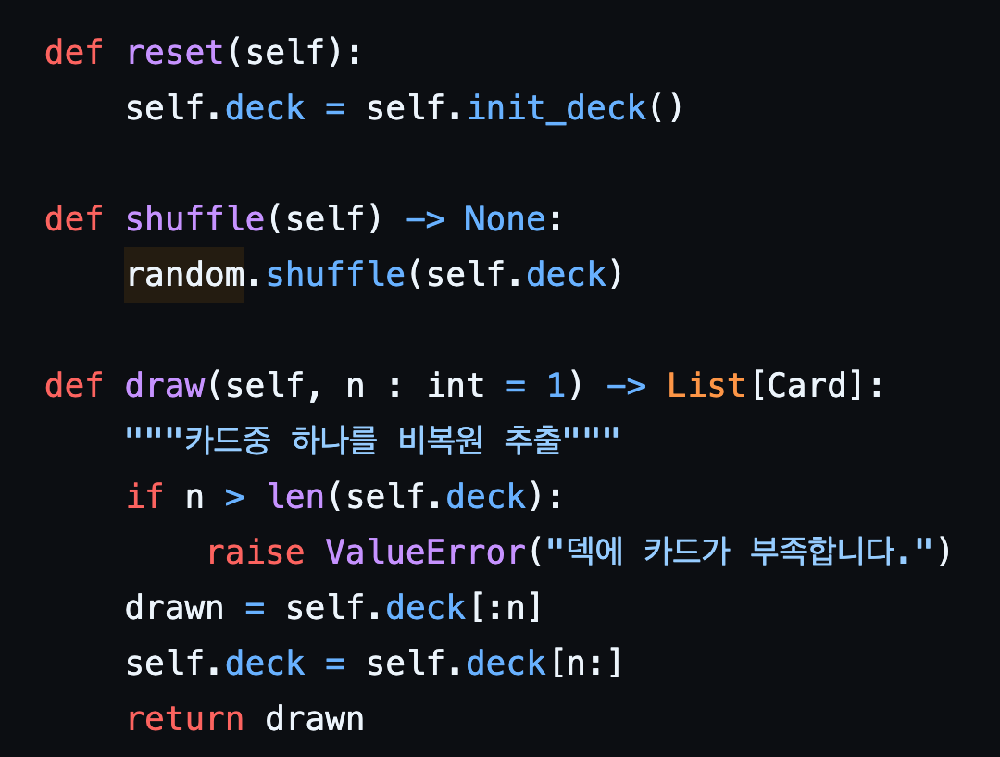 def reset(self):
    self.deck = self.init_deck()
def shuffle(self) -> None:
    random.shuffle(self.deck)
def draw(self, n : int = 1) -> List[Card]:
    """카드중 하나를 비복원 추출"""
    if n > len(self.deck):
        raise ValueError("덱에 카드가 부족합니다.")
    drawn = self.deck[:n]
    self.deck = self.deck[n:]
    return drawn